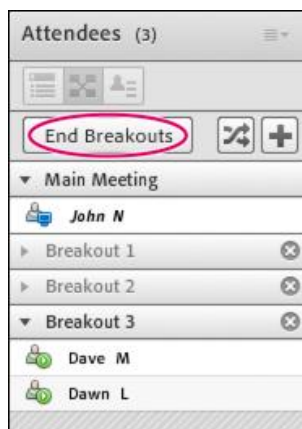 Attendees (3)
End Breakouts
Main Meeting
John N
Breakout 1
Breakout 2
Breakout 3
Dave M
Dawn L